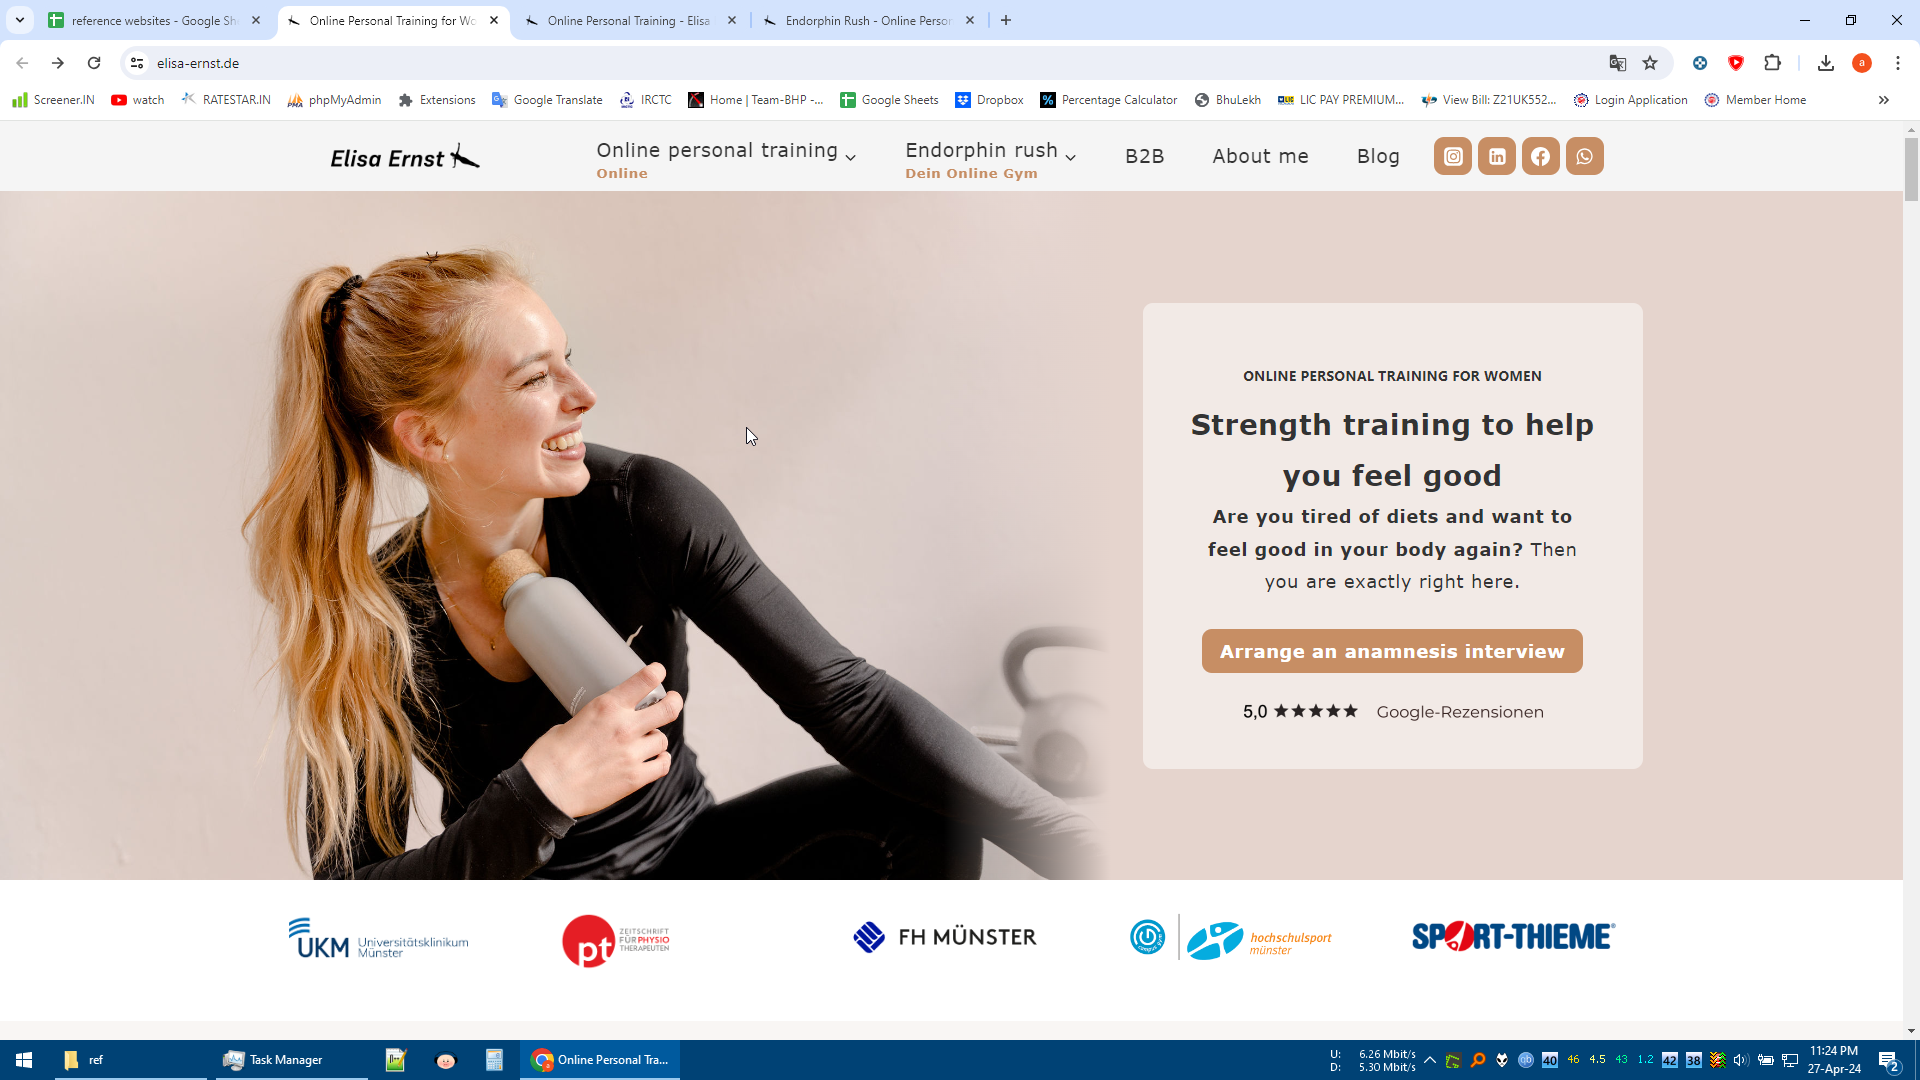 reference websites - Google She
Online Personal Training for Wo
Online Personal Training - Elisa
Endorphin Rush - Online Person
elisa-ernst.de
a
Screener.IN
watch
RATESTAR.IN
phpMyAdmin
Extensions
Google Translate
IRCTC
Home | Team-BHP -...
Google Sheets
Dropbox
Percentage Calculator
BhuLekh
LIC PAY PREMIUM...
View Bill: Z21UK552...
Login Application
Member Home
Elisa Ernst
Online personal training
Online
Endorphin rush
Dein Online Gym
B2B
About me
Blog
ONLINE PERSONAL TRAINING FOR WOMEN
Strength training to help
you feel good
Are you tired of diets and want to
feel good in your body again? Then
you are exactly right here.
Arrange an anamnesis interview
5,0 ★★★★★ Google-Rezensionen
UKM Universitätsklinikum
Münster
pt ZEITSCHRIFT
FÜR PHYSIO
THERAPEUTEN
FH MÜNSTER
hochschulsport
münster
SPORT-THIEME®
ref
Task Manager
Online Personal Tra...
U: 6.26 Mbit/s
D: 5.30 Mbit/s
40 46 4.5 43 1.2 42 38
11:24 PM
27-Apr-24
2